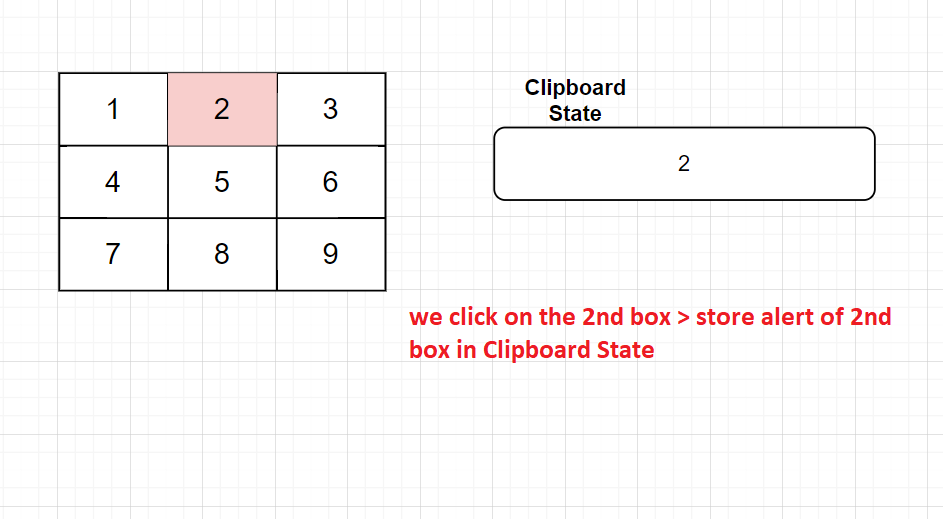 1 2 3
4 5 6
7 8 9
Clipboard
State
2
we click on the 2nd box > store alert of 2nd
box in Clipboard State